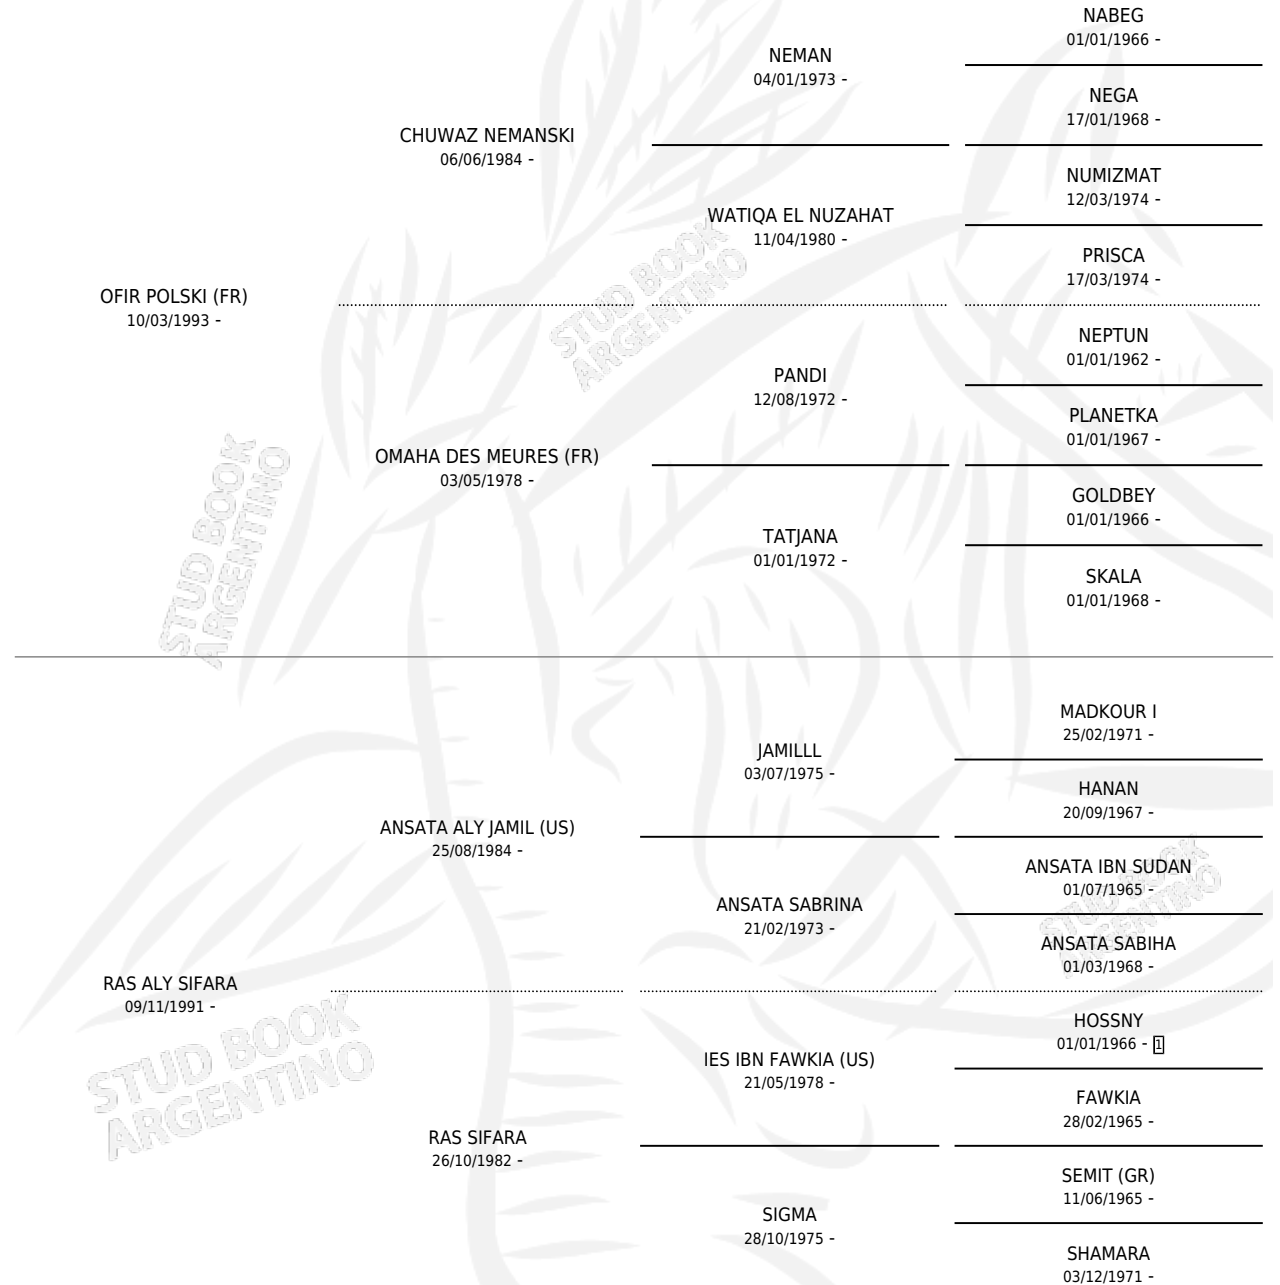 NABEG
01/01/1966 -
NEMAN
04/01/1973 -
NEGA
17/01/1968 -
CHUWAZ NEMANSKI
06/06/1984 -
NUMIZMAT
12/03/1974 -
WATIQA EL NUZAHAT
11/04/1980 -
PRISCA
17/03/1974 -
OFIR POLSKI (FR)
10/03/1993 -
NEPTUN
01/01/1962 -
PANDI
12/08/1972 -
PLANETKA
01/01/1967 -
OMAHA DES MEURES (FR)
03/05/1978 -
GOLDBEY
01/01/1966 -
TATJANA
01/01/1972 -
SKALA
01/01/1968 -
MADKOUR I
25/02/1971 -
JAMILLL
03/07/1975 -
HANAN
20/09/1967 -
ANSATA ALY JAMIL (US)
25/08/1984 -
ANSATA IBN SUDAN
01/07/1965 -
ANSATA SABRINA
21/02/1973 -
ANSATA SABIHA
01/03/1968 -
RAS ALY SIFARA
09/11/1991 -
HOSSNY
01/01/1966 - 1
IES IBN FAWKIA (US)
21/05/1978 -
FAWKIA
28/02/1965 -
RAS SIFARA
26/10/1982 -
SEMIT (GR)
11/06/1965 -
SIGMA
28/10/1975 -
SHAMARA
03/12/1971 -
STUD BOOK
ARGENTINO
STUD BOOK
ARGENTINO
STUD BOOK
ARGENTINO
STUD BOOK
ARGENTINO